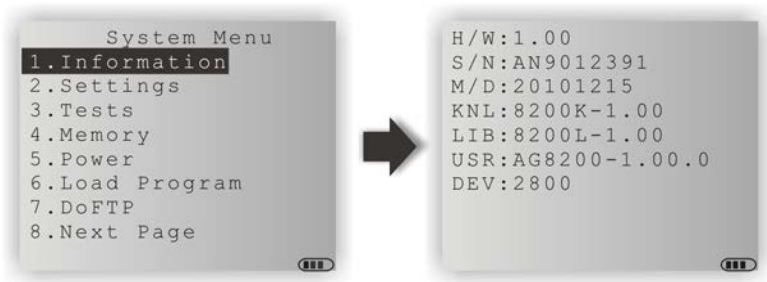 System Menu
1.Information
2.Settings
3.Tests
4.Memory
5.Power
6.Load Program
7.DoFTP
8.Next Page
H/W:1.00
S/N:AN9012391
M/D:20101215
KNL:8200K-1.00
LIB:8200L-1.00
USR:AG8200-1.00.0
DEV:2800